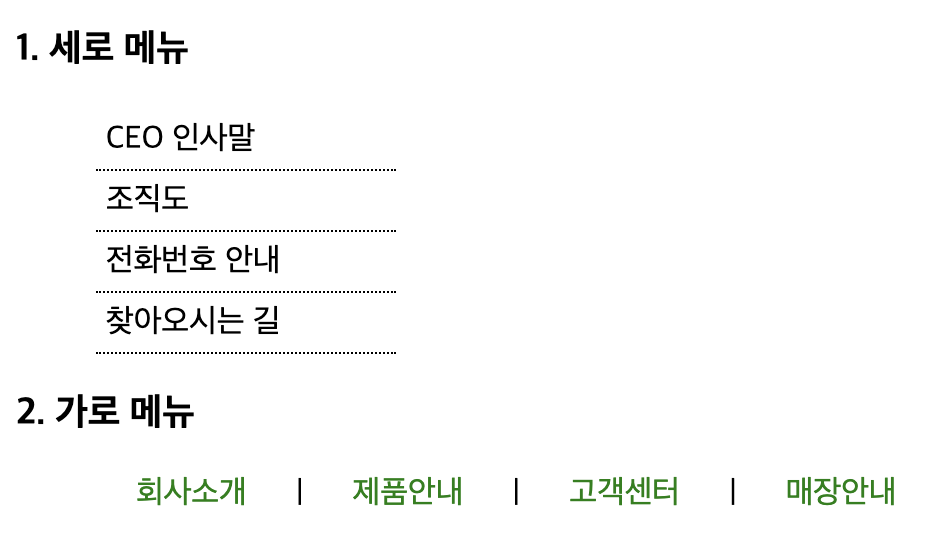 1. 세로 메뉴
CEO 인사말
조직도
전화번호 안내
찾아오시는 길
2. 가로 메뉴
회사소개 | 제품안내 | 고객센터 | 매장안내